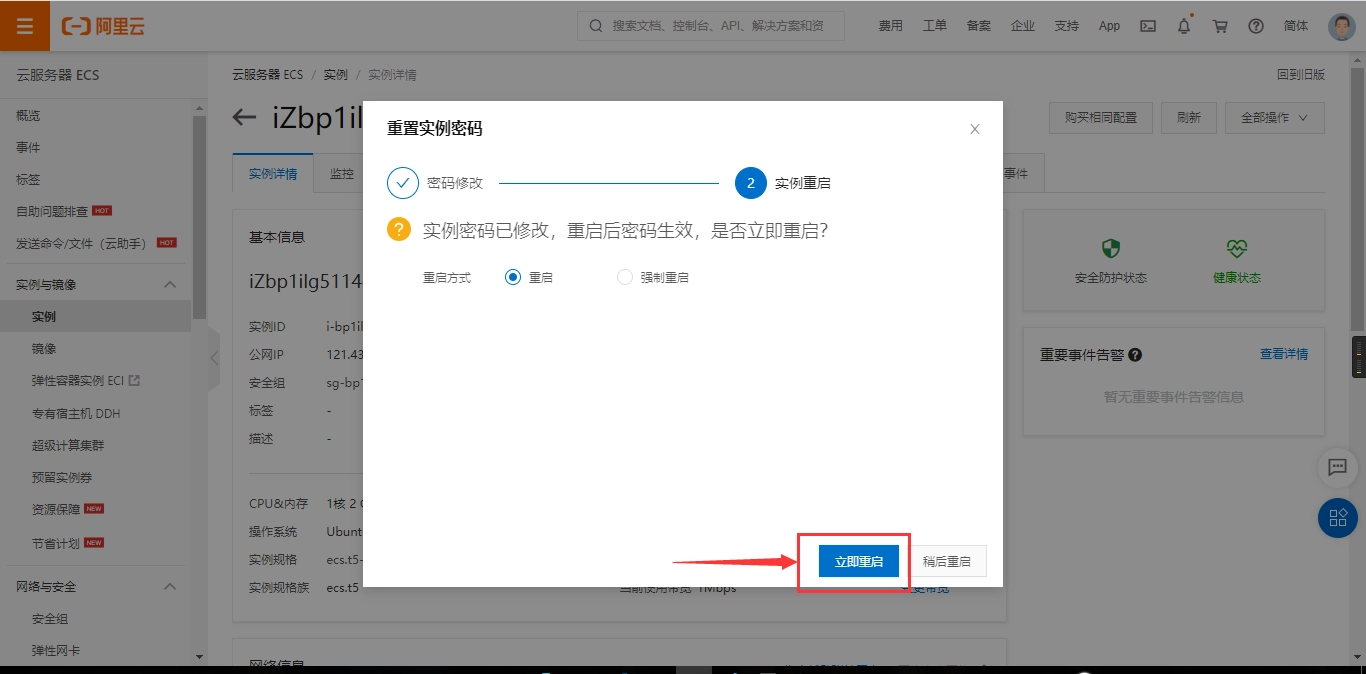 阿里云
搜索文档、控制台、API、解决方案和资
费用 工单 备案 企业 支持 App 简体
云服务器 ECS
云服务器 ECS / 实例 / 实例详情
回到旧版
概览
事件
标签
自助问题排查 HOT
发送命令/文件（云助手） HOT
实例与镜像
实例
镜像
弹性容器实例 ECI
专有宿主机 DDH
超级计算集群
预留实例券
资源保障 NEW
节省计划 NEW
网络与安全
安全组
弹性网卡
iZbp1il
购买相同配置 刷新 全部操作
实例详情 监控 事件
基本信息
iZbp1ilg5114
实例ID i-bp1il
公网IP 121.43
安全组 sg-bp1
标签 -
描述 -
CPU&内存 1核 2
操作系统 Ubunt
实例规格 ecs.t5-
实例规格族 ecs.t5
当前使用带宽 1Mbps
更带宽
网络信息
重置实例密码
密码修改 2 实例重启
实例密码已修改，重启后密码生效，是否立即重启？
重启方式 重启 强制重启
立即重启 稍后重启
安全防护状态 健康状态
重要事件告警 查看详情
暂无重要事件告警信息